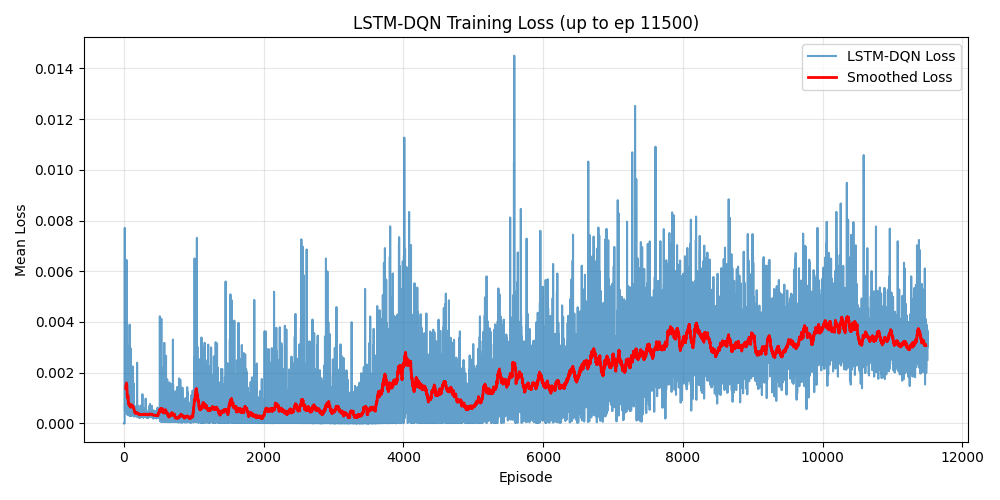 LSTM-DQN Training Loss (up to ep 11500)
LSTM-DQN Loss
Smoothed Loss
Mean Loss
0.014
0.012
0.010
0.008
0.006
0.004
0.002
0.000
0 2000 4000 6000 8000 10000 12000
Episode